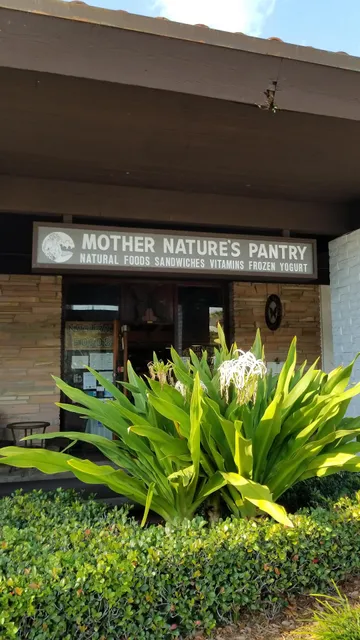 MOTHER NATURE'S PANTRY
NATURAL FOODS SANDWICHES VITAMINS FROZEN YOGURT